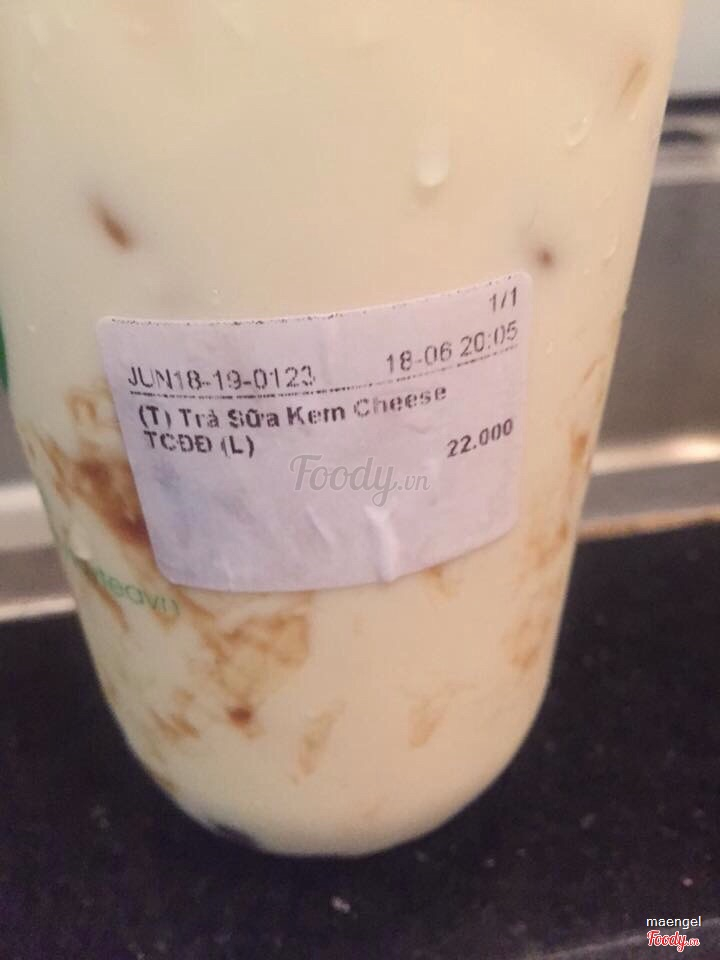 1/1
JUN18-19-0123 18-06 20:05
(T) Trà Sữa Kem Cheese
TCĐĐ (L) 22.000
Foody.vn
teavn
maengel
Foody.vn